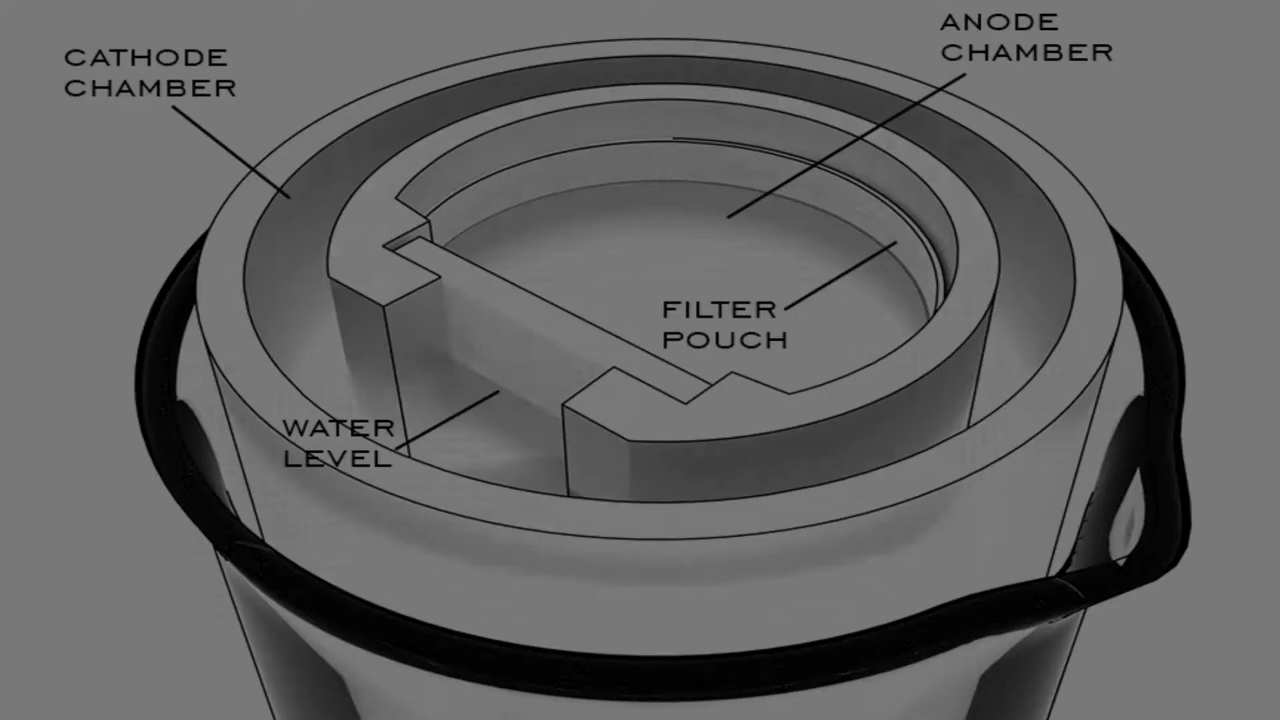 CATHODE
CHAMBER
ANODE
CHAMBER
FILTER
POUCH
WATER
LEVEL